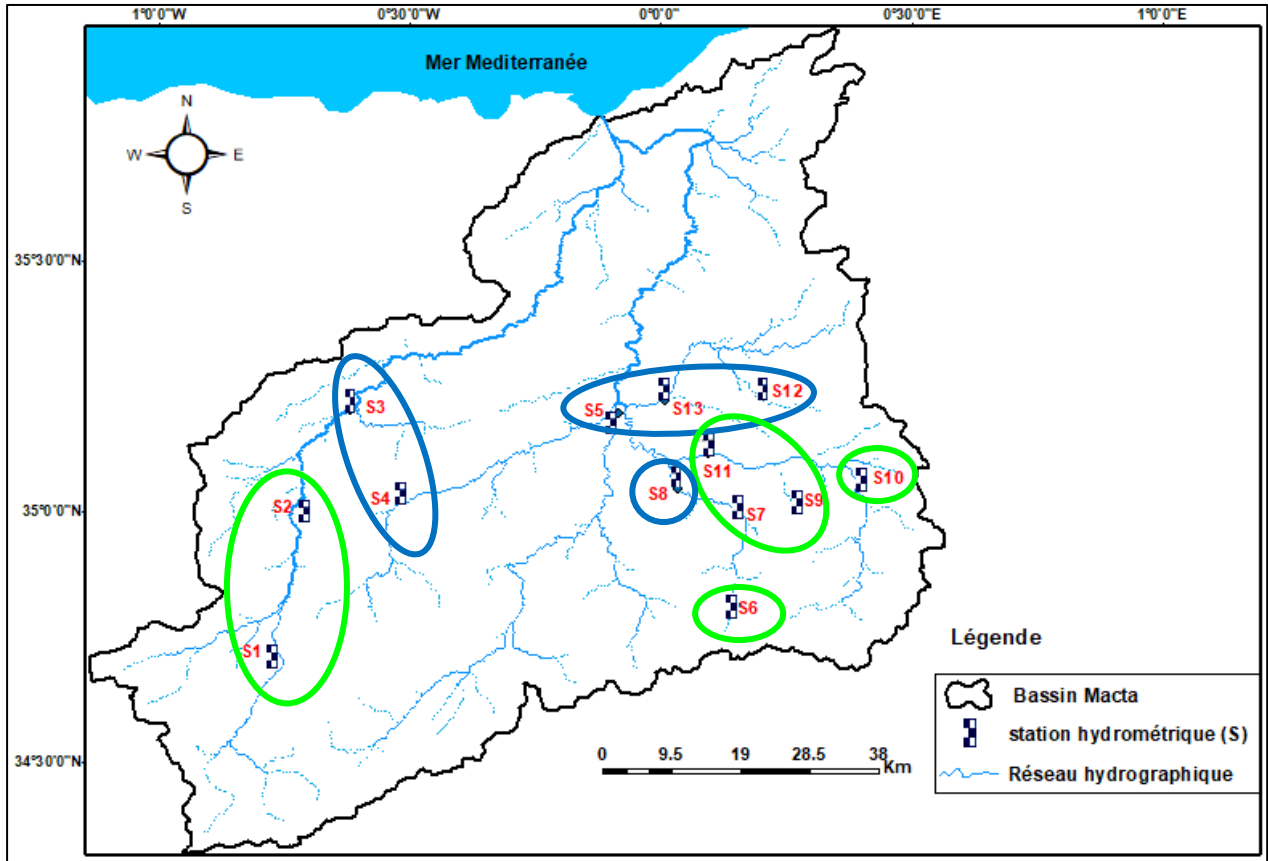 1°0'0"W
0°30'0"W
0°0'0"
0°30'0"E
1°0'0"E
Mer Mediterranée
N
W
E
S
35°30'0"N
S3
S5
S13
S12
S4
S11
S8
S10
S2
S7
S9
35°0'0"N
S6
S1
Légende
Bassin Macta
station hydrométrique (S)
Réseau hydrographique
0 9.5 19 28.5 38
Km
34°30'0"N